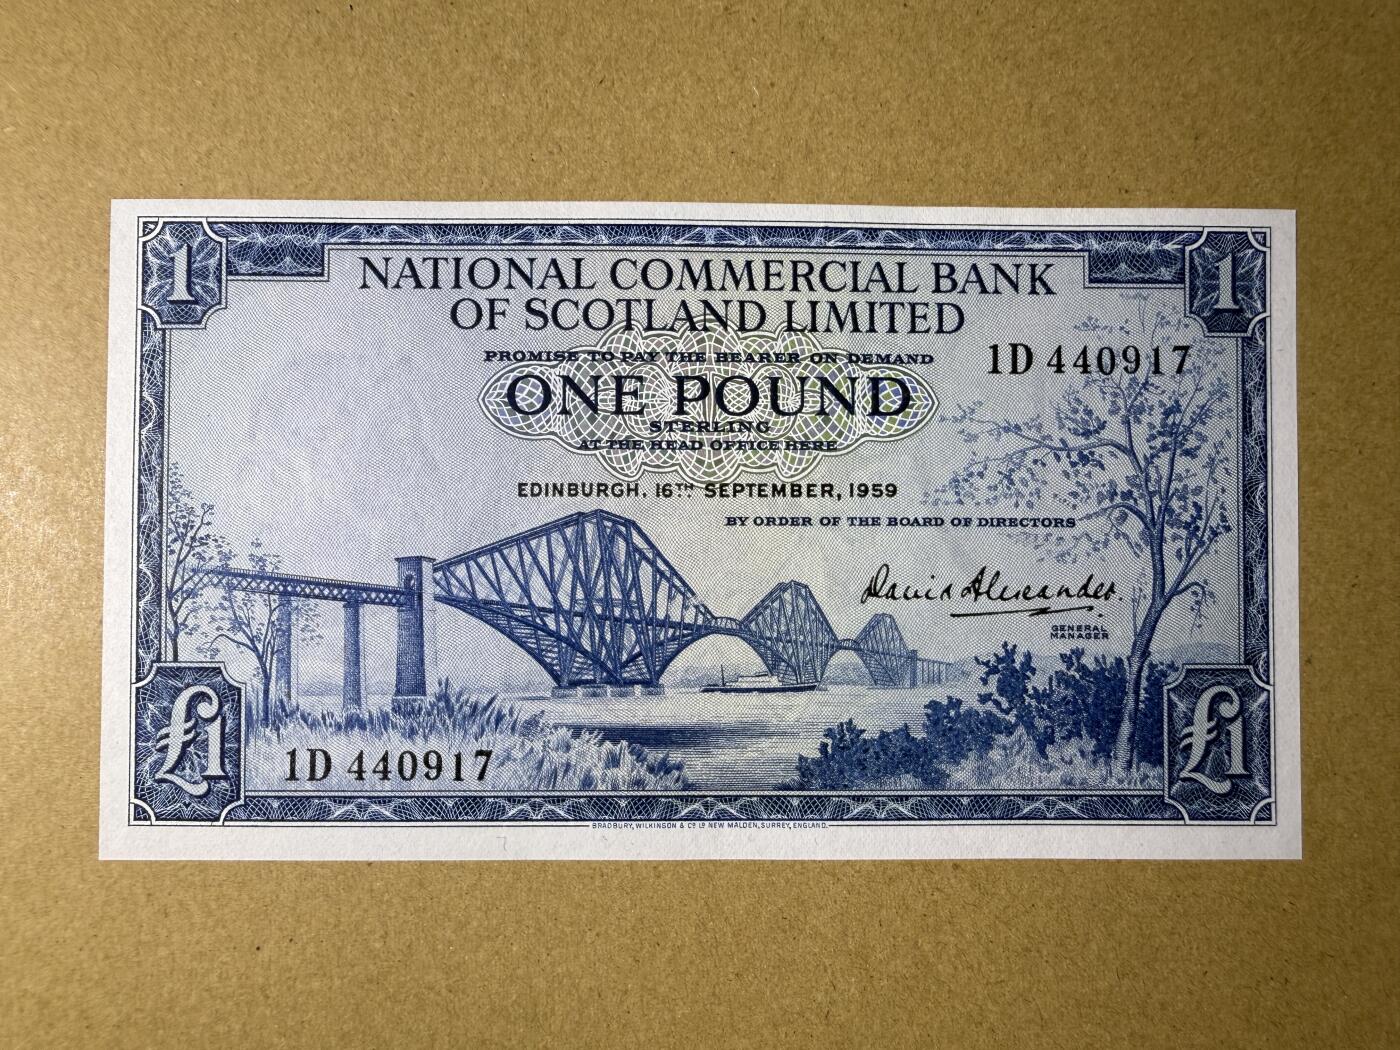 1
1
NATIONAL COMMERCIAL BANK
OF SCOTLAND LIMITED
PROMISE TO PAY THE BEARER ON DEMAND
1D 440917
ONE POUND
STERLING
AT THE HEAD OFFICE HERE
EDINBURGH, 16TH SEPTEMBER, 1959
BY ORDER OF THE BOARD OF DIRECTORS
David Alexander.
GENERAL
MANAGER
£1
£1
1D 440917
BRADBURY, WILKINSON & Co Ld NEW MALDEN, SURREY, ENGLAND.